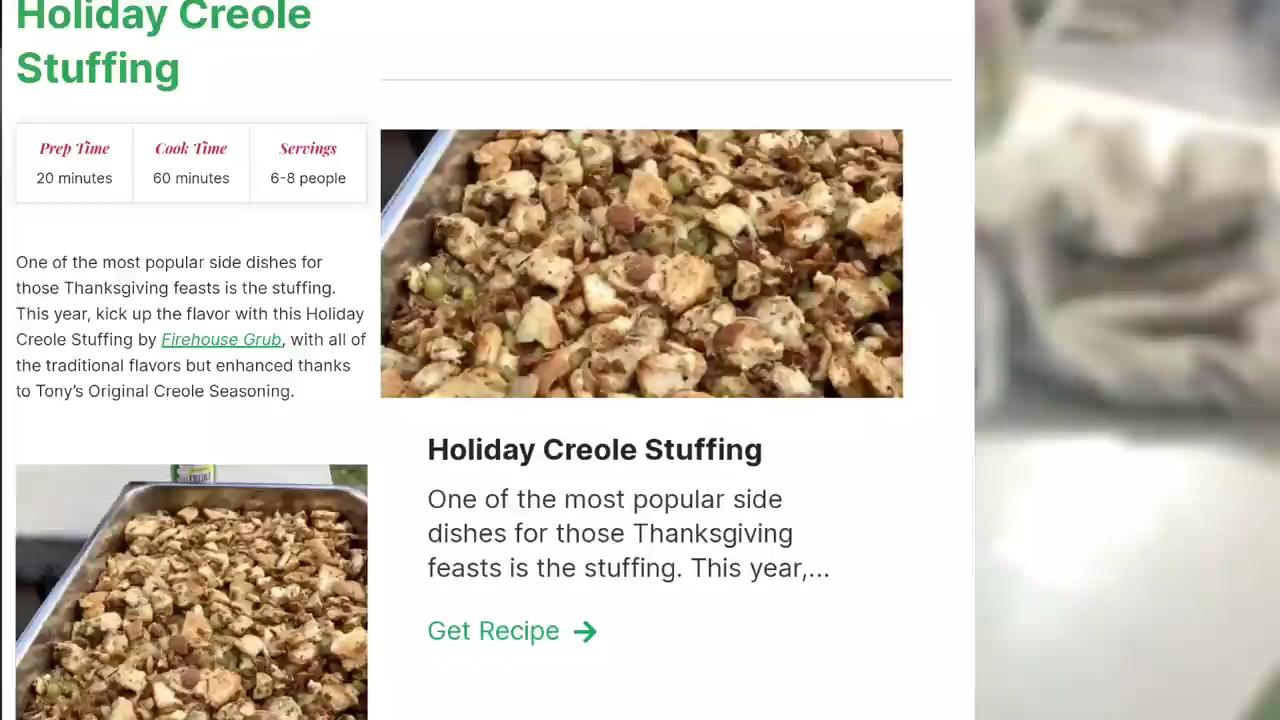 Holiday Creole
Stuffing
Prep Time
20 minutes
Cook Time
60 minutes
Servings
6-8 people
One of the most popular side dishes for
those Thanksgiving feasts is the stuffing.
This year, kick up the flavor with this Holiday
Creole Stuffing by Firehouse Grub, with all of
the traditional flavors but enhanced thanks
to Tony’s Original Creole Seasoning.
Holiday Creole Stuffing
One of the most popular side
dishes for those Thanksgiving
feasts is the stuffing. This year,...
Get Recipe